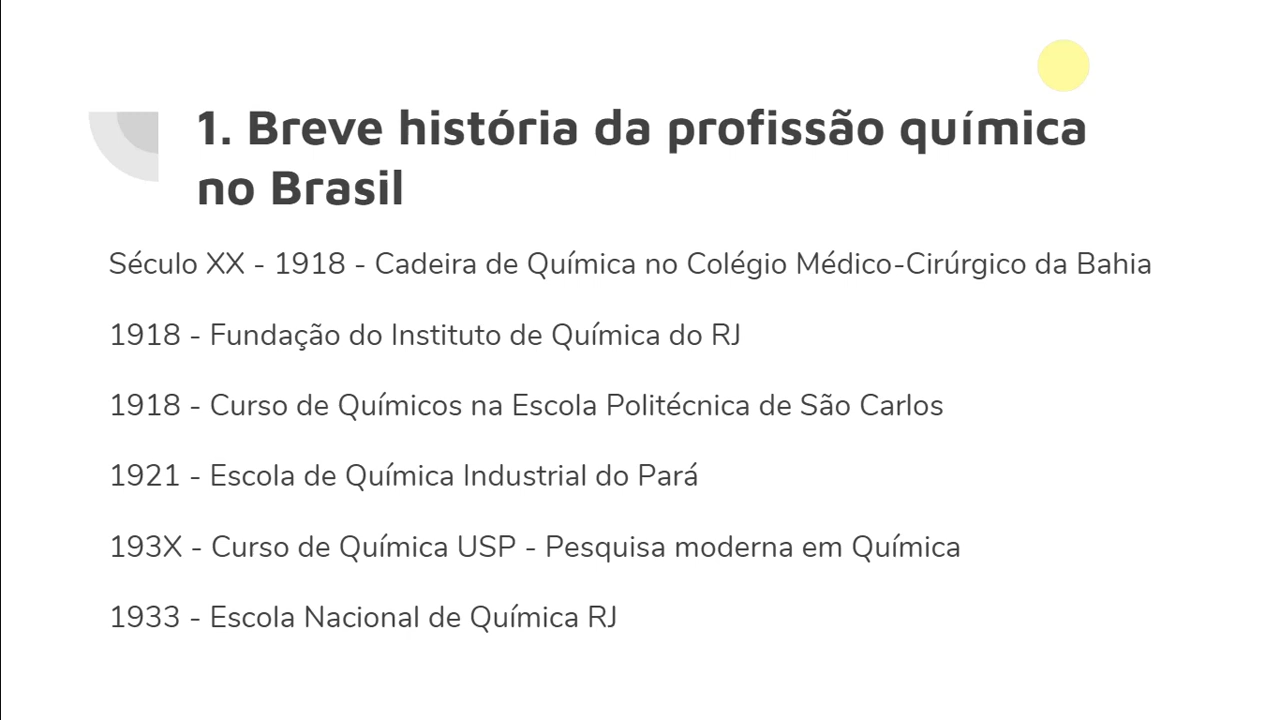 1. Breve história da profissão química
no Brasil
Século XX - 1918 - Cadeira de Química no Colégio Médico-Cirúrgico da Bahia
1918 - Fundação do Instituto de Química do RJ
1918 - Curso de Químicos na Escola Politécnica de São Carlos
1921 - Escola de Química Industrial do Pará
193X - Curso de Química USP - Pesquisa moderna em Química
1933 - Escola Nacional de Química RJ